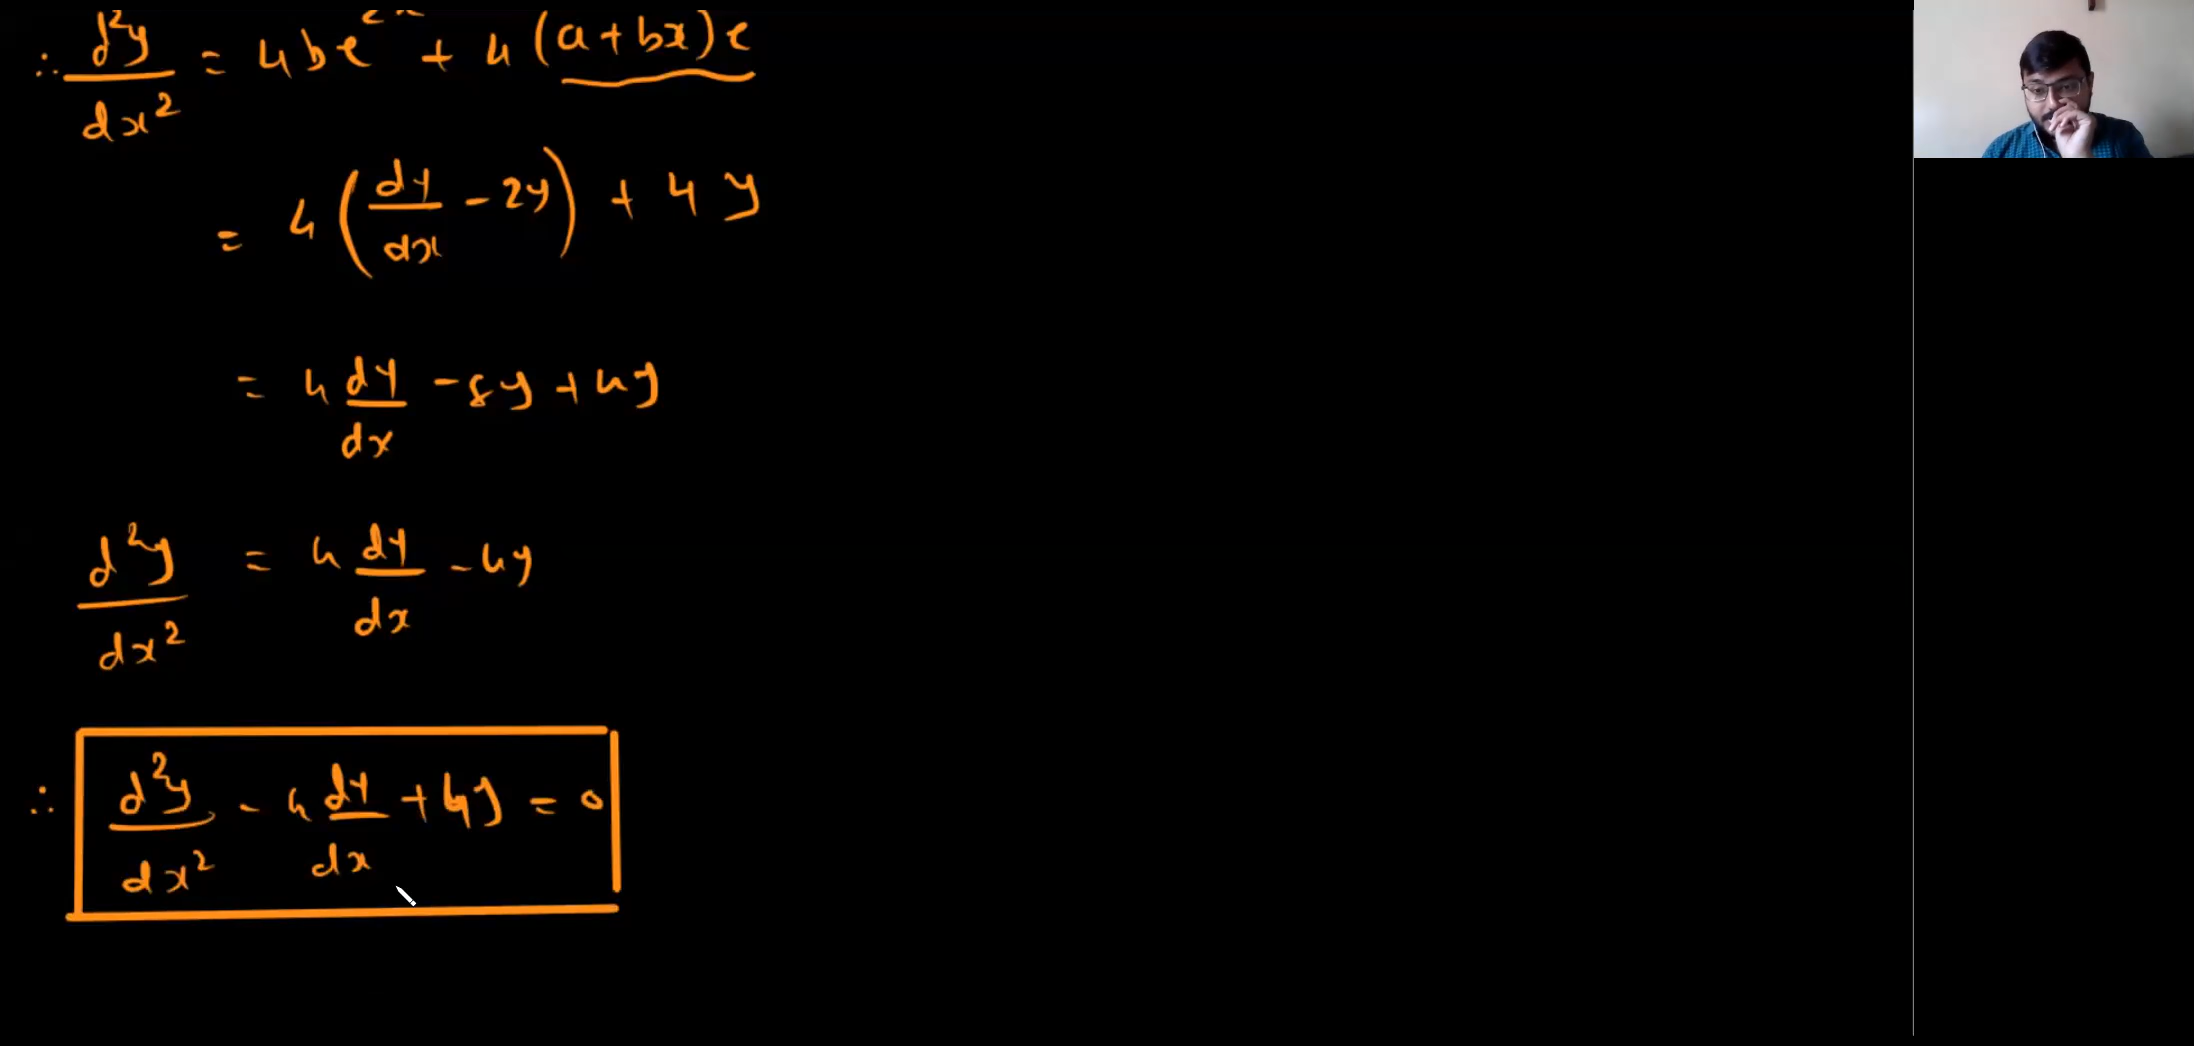 ∴ d²y/dx² = 4be²ˣ + 4(a+bx)e
= 4(dy/dx - 2y) + 4y
= 4 dy/dx - 8y + 4y
d²y/dx² = 4 dy/dx - 4y
∴ d²y/dx² - 4 dy/dx + 4y = 0